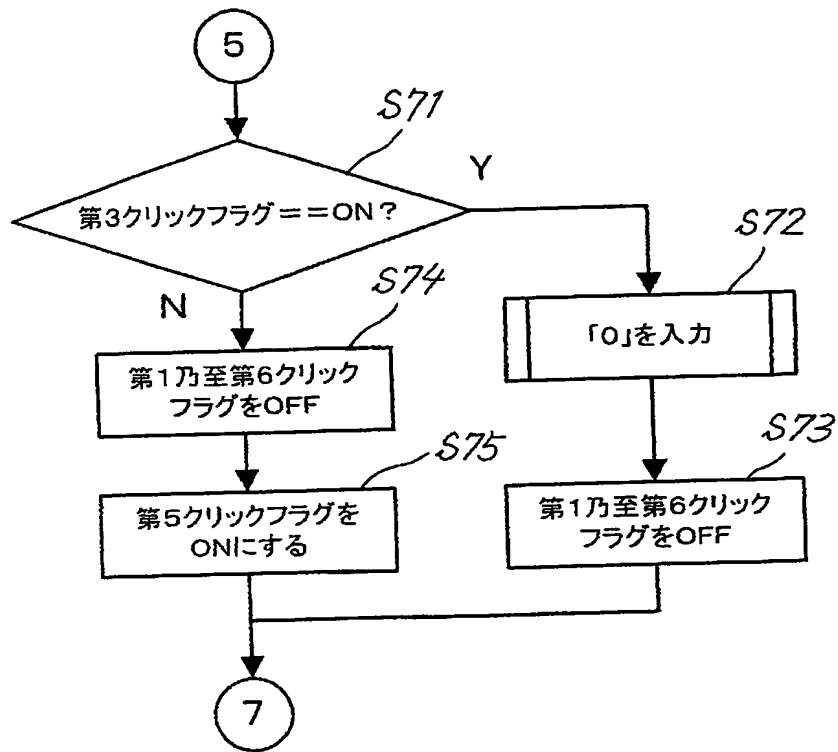 5
S71
第3クリックフラグ==ON?
Y
S72
N
S74
「0」を入力
第1乃至第6クリック
フラグをOFF
S75
S73
第5クリックフラグを
ONにする
第1乃至第6クリック
フラグをOFF
7